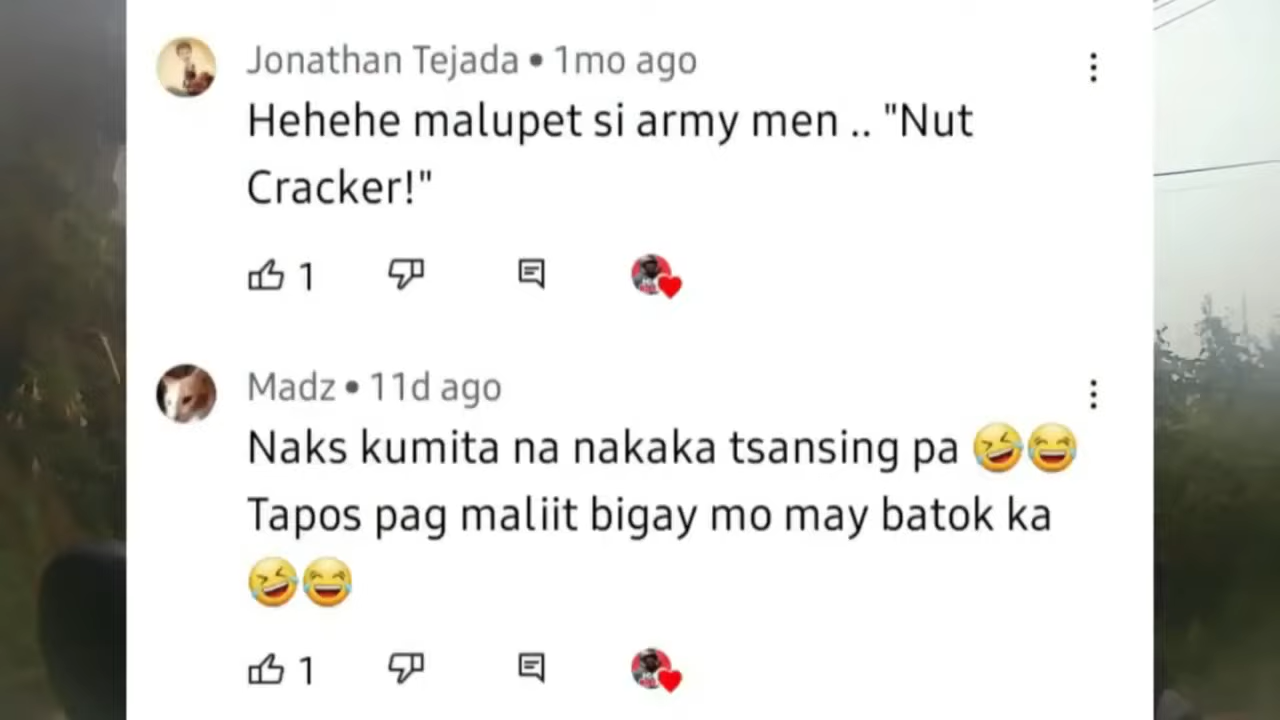 Jonathan Tejada • 1mo ago
Hehehe malupet si army men .. "Nut
Cracker!"
1
Madz • 11d ago
Naks kumita na nakaka tsansing pa 🤣😂
Tapos pag maliit bigay mo may batok ka
🤣😂
1